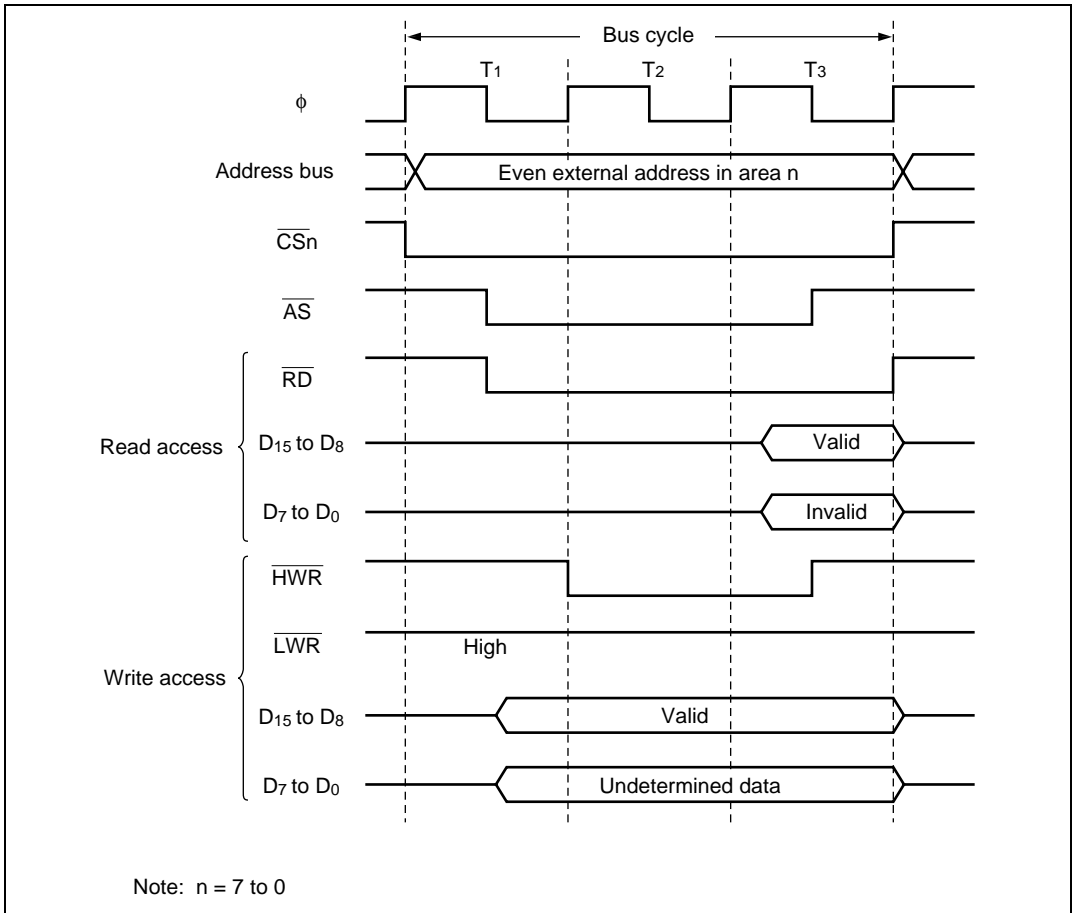 Bus cycle
T1 T2 T3
φ
Address bus Even external address in area n
CSn
AS
RD
Read access D15 to D8 Valid
D7 to D0 Invalid
HWR
LWR High
Write access
D15 to D8 Valid
D7 to D0 Undetermined data
Note: n = 7 to 0